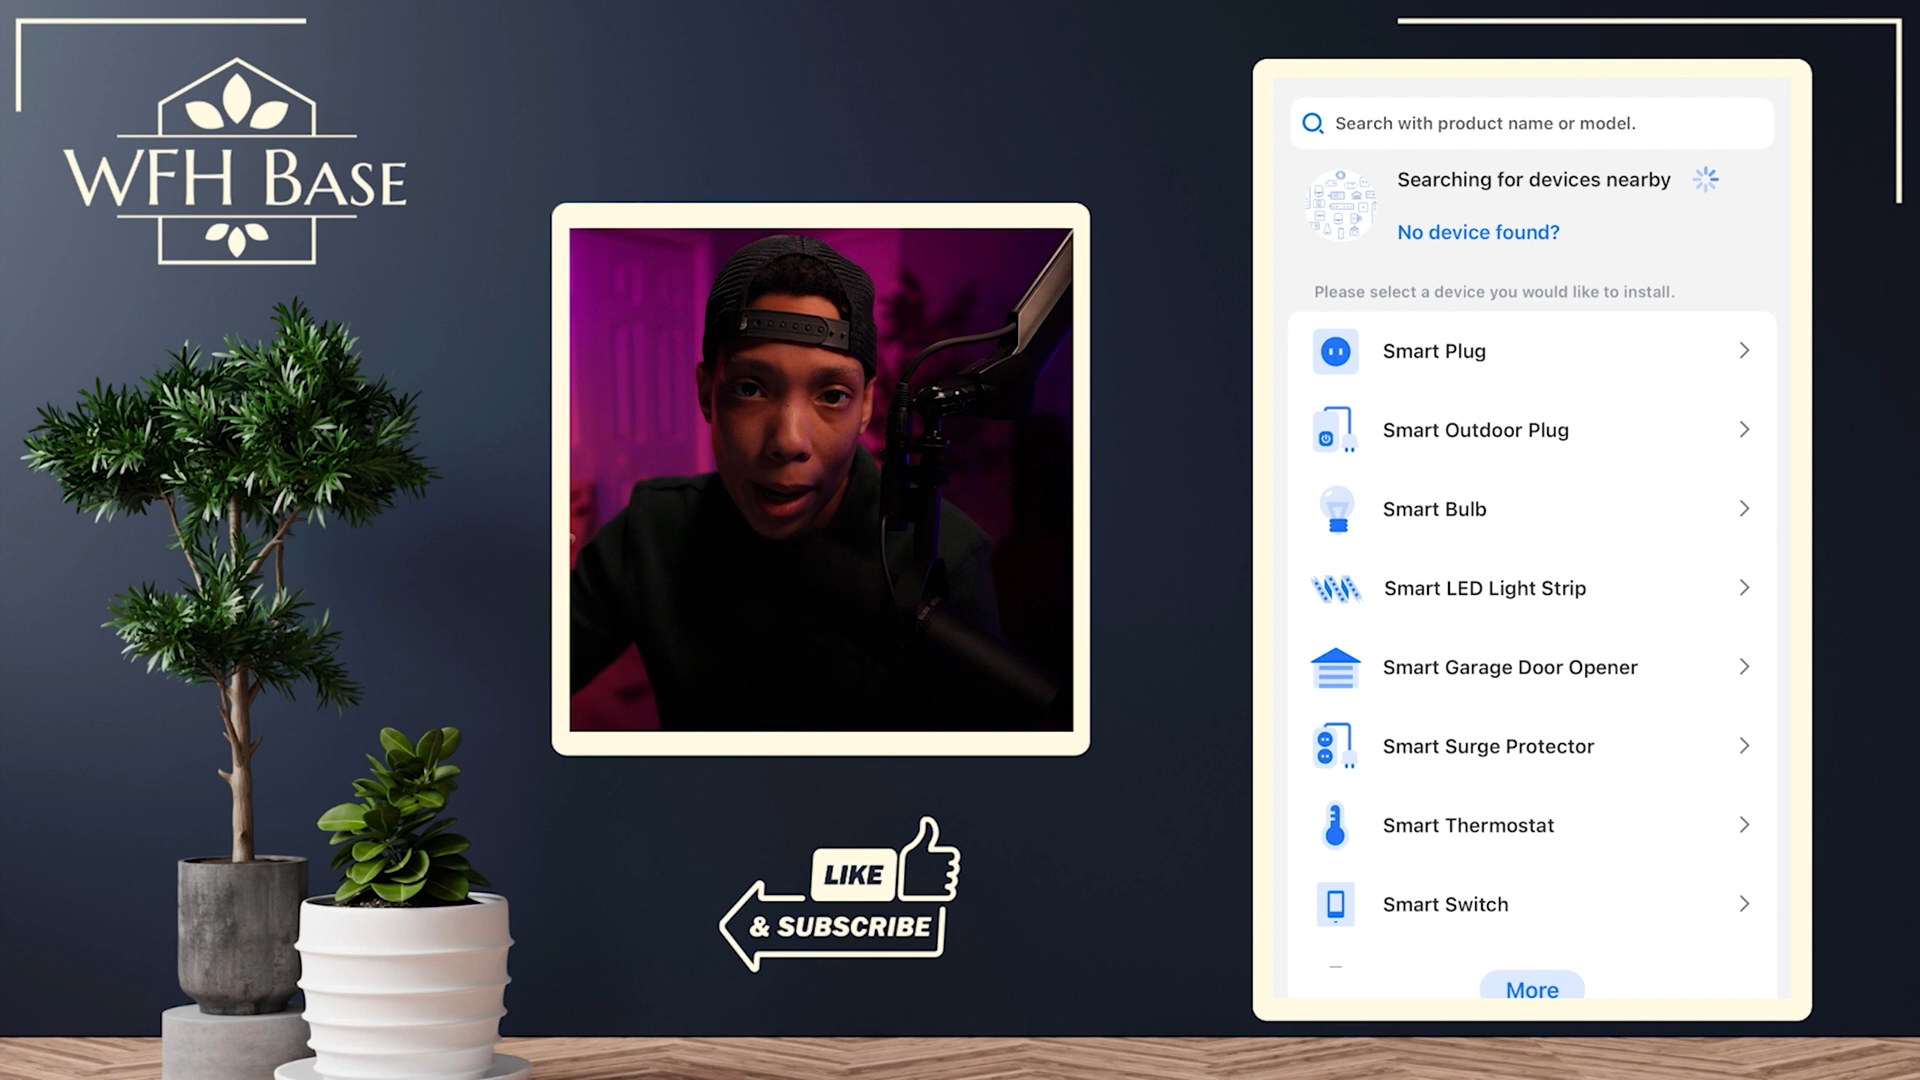 WFH BASE
LIKE
& SUBSCRIBE
Search with product name or model.
Searching for devices nearby
No device found?
Please select a device you would like to install.
Smart Plug
Smart Outdoor Plug
Smart Bulb
Smart LED Light Strip
Smart Garage Door Opener
Smart Surge Protector
Smart Thermostat
Smart Switch
More